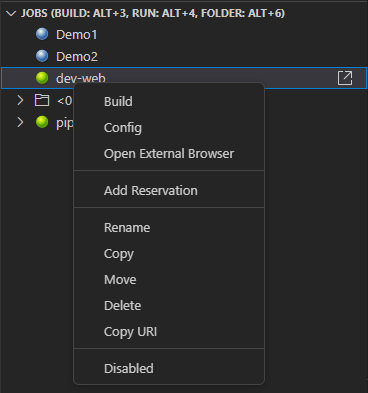 JOBS (BUILD: ALT+3, RUN: ALT+4, FOLDER: ALT+6)
Demo1
Demo2
dev-web
<0
pip
Build
Config
Open External Browser
Add Reservation
Rename
Copy
Move
Delete
Copy URI
Disabled